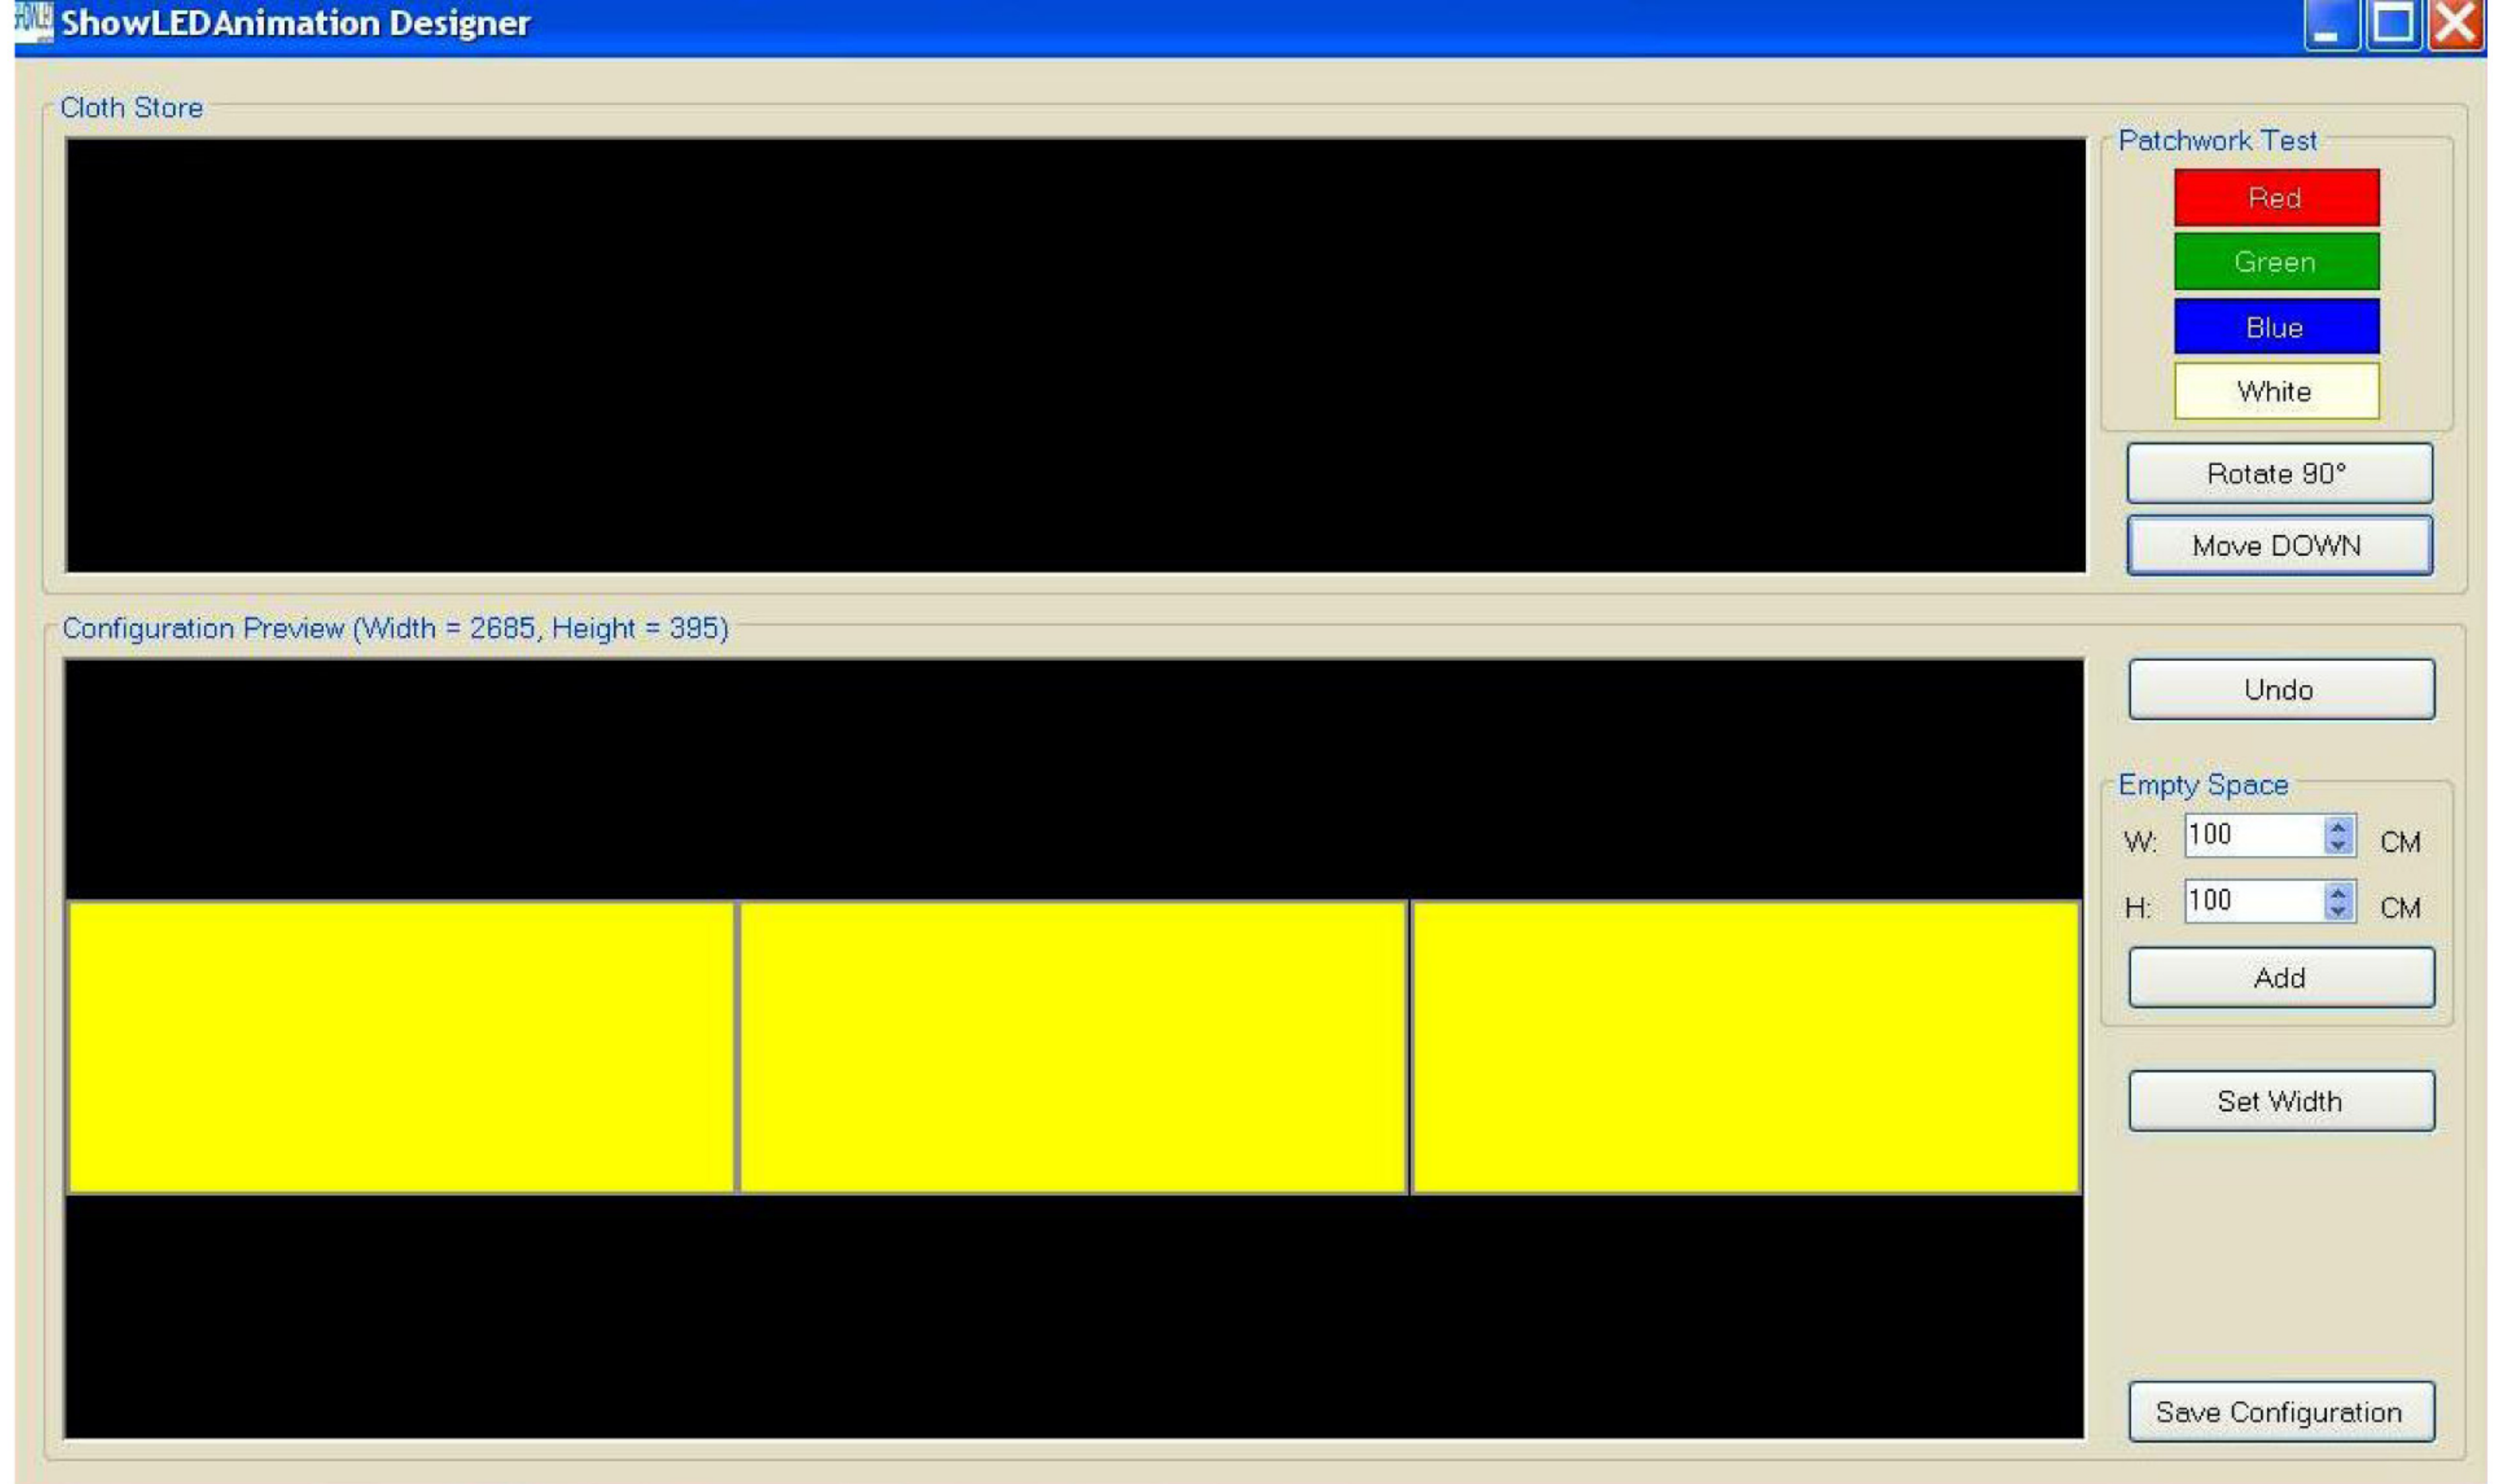 ShowLEDAnimation Designer
Cloth Store
Patchwork Test
Red
Green
Blue
White
Rotate 90°
Move DOWN
Configuration Preview (Width = 2685, Height = 395)
Undo
Empty Space
W: 100 CM
H: 100 CM
Add
Set Width
Save Configuration